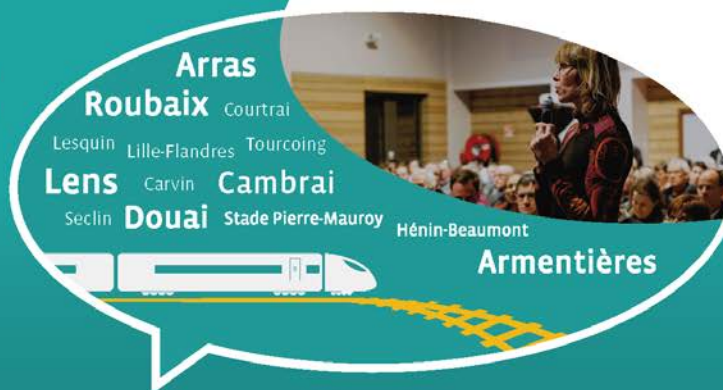 Arras
Roubaix Courtrai
Lesquin Lille-Flandres Tourcoing
Lens Carvin Cambrai
Seclin Douai Stade Pierre-Mauroy
Hénin-Beaumont
Armentières